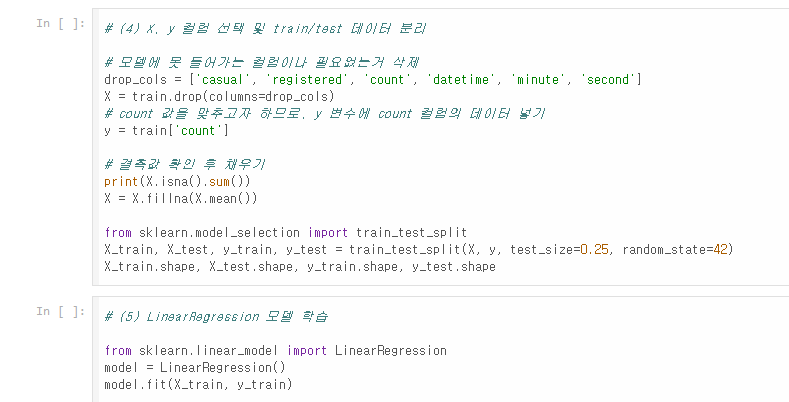 In [ ]:
# (4) X, y 컬럼 선택 및 train/test 데이터 분리
# 모델에 못 들어가는 컬럼이나 필요없는거 삭제
drop_cols = ['casual', 'registered', 'count', 'datetime', 'minute', 'second']
X = train.drop(columns=drop_cols)
# count 값을 맞추고자 하므로, y 변수에 count 컬럼의 데이터 넣기
y = train['count']
# 결측값 확인 후 채우기
print(X.isna().sum())
X = X.fillna(X.mean())
from sklearn.model_selection import train_test_split
X_train, X_test, y_train, y_test = train_test_split(X, y, test_size=0.25, random_state=42)
X_train.shape, X_test.shape, y_train.shape, y_test.shape
In [ ]:
# (5) LinearRegression 모델 학습
from sklearn.linear_model import LinearRegression
model = LinearRegression()
model.fit(X_train, y_train)